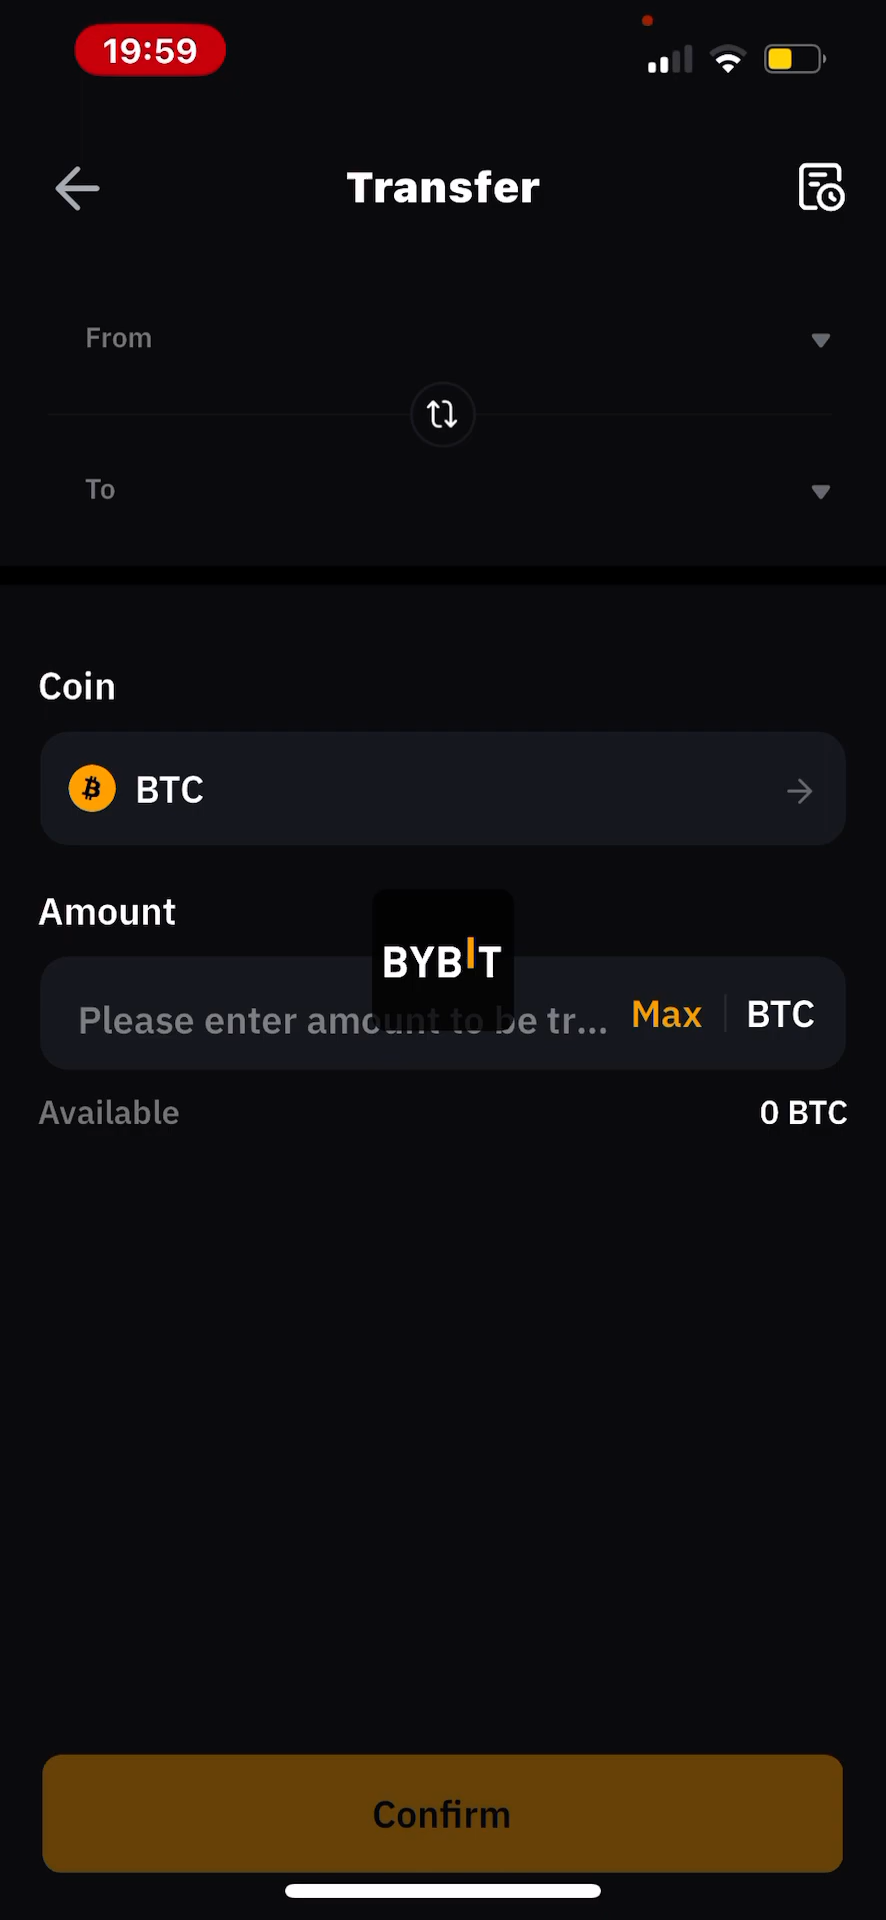 19:59
Transfer
From
To
Coin
BTC
Amount
BYBIT
Please enter amount to be tr... Max BTC
Available 0 BTC
Confirm